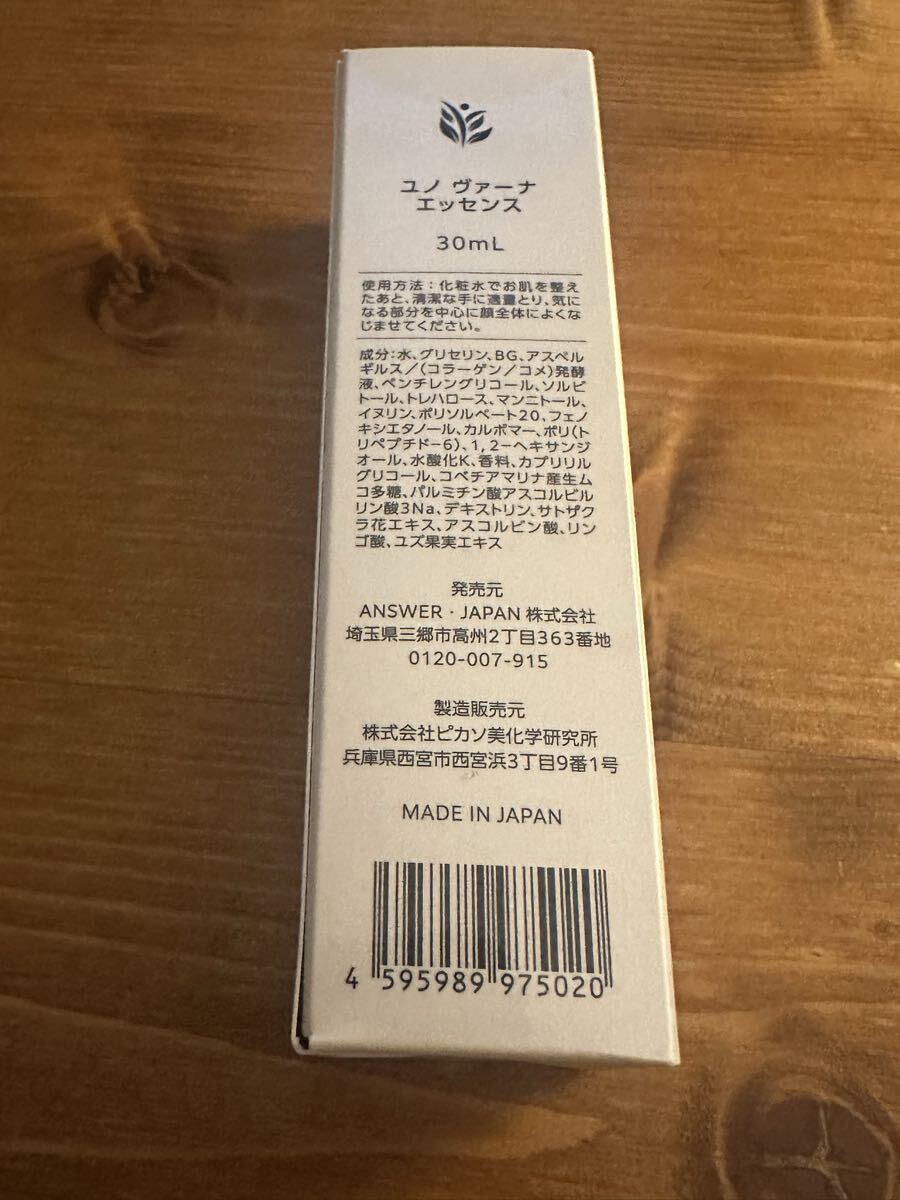 ユノ ヴァーナ
エッセンス
30mL
使用方法：化粧水でお肌を整え
たあと、清潔な手に適量とり、気に
なる部分を中心に顔全体によくな
じませてください。
成分：水、グリセリン、BG、アスペル
ギルス／(コラーゲン／コメ)発酵
液、ペンチレングリコール、ソルビ
トール、トレハロース、マンニトール、
イヌリン、ポリソルベート20、フェノ
キシエタノール、カルボマー、ポリ(ト
リペプチド-6)、1,2-ヘキサンジ
オール、水酸化K、香料、カプリリル
グリコール、コベチアマリナ産生ム
コ多糖、パルミチン酸アスコルビル
リン酸3Na、デキストリン、サトザク
ラ花エキス、アスコルビン酸、リン
ゴ酸、ユズ果実エキス
発売元
ANSWER・JAPAN 株式会社
埼玉県三郷市高州2丁目363番地
0120-007-915
製造販売元
株式会社ピカソ美化学研究所
兵庫県西宮市西宮浜3丁目9番1号
MADE IN JAPAN
4 595989 975020